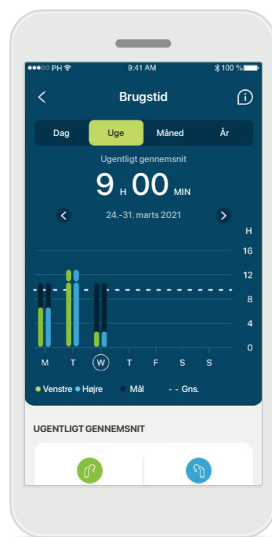 ●●●○○ PH 9:41 AM 100 %
Brugstid
Dag Uge Måned År
Ugentligt gennemsnit
9 H 00 MIN
24.-31. marts 2021
H
16
12
8
4
0
M T W T F S S
Venstre Højre Mål - - Gns.
UGENTLIGT GENNEMSNIT